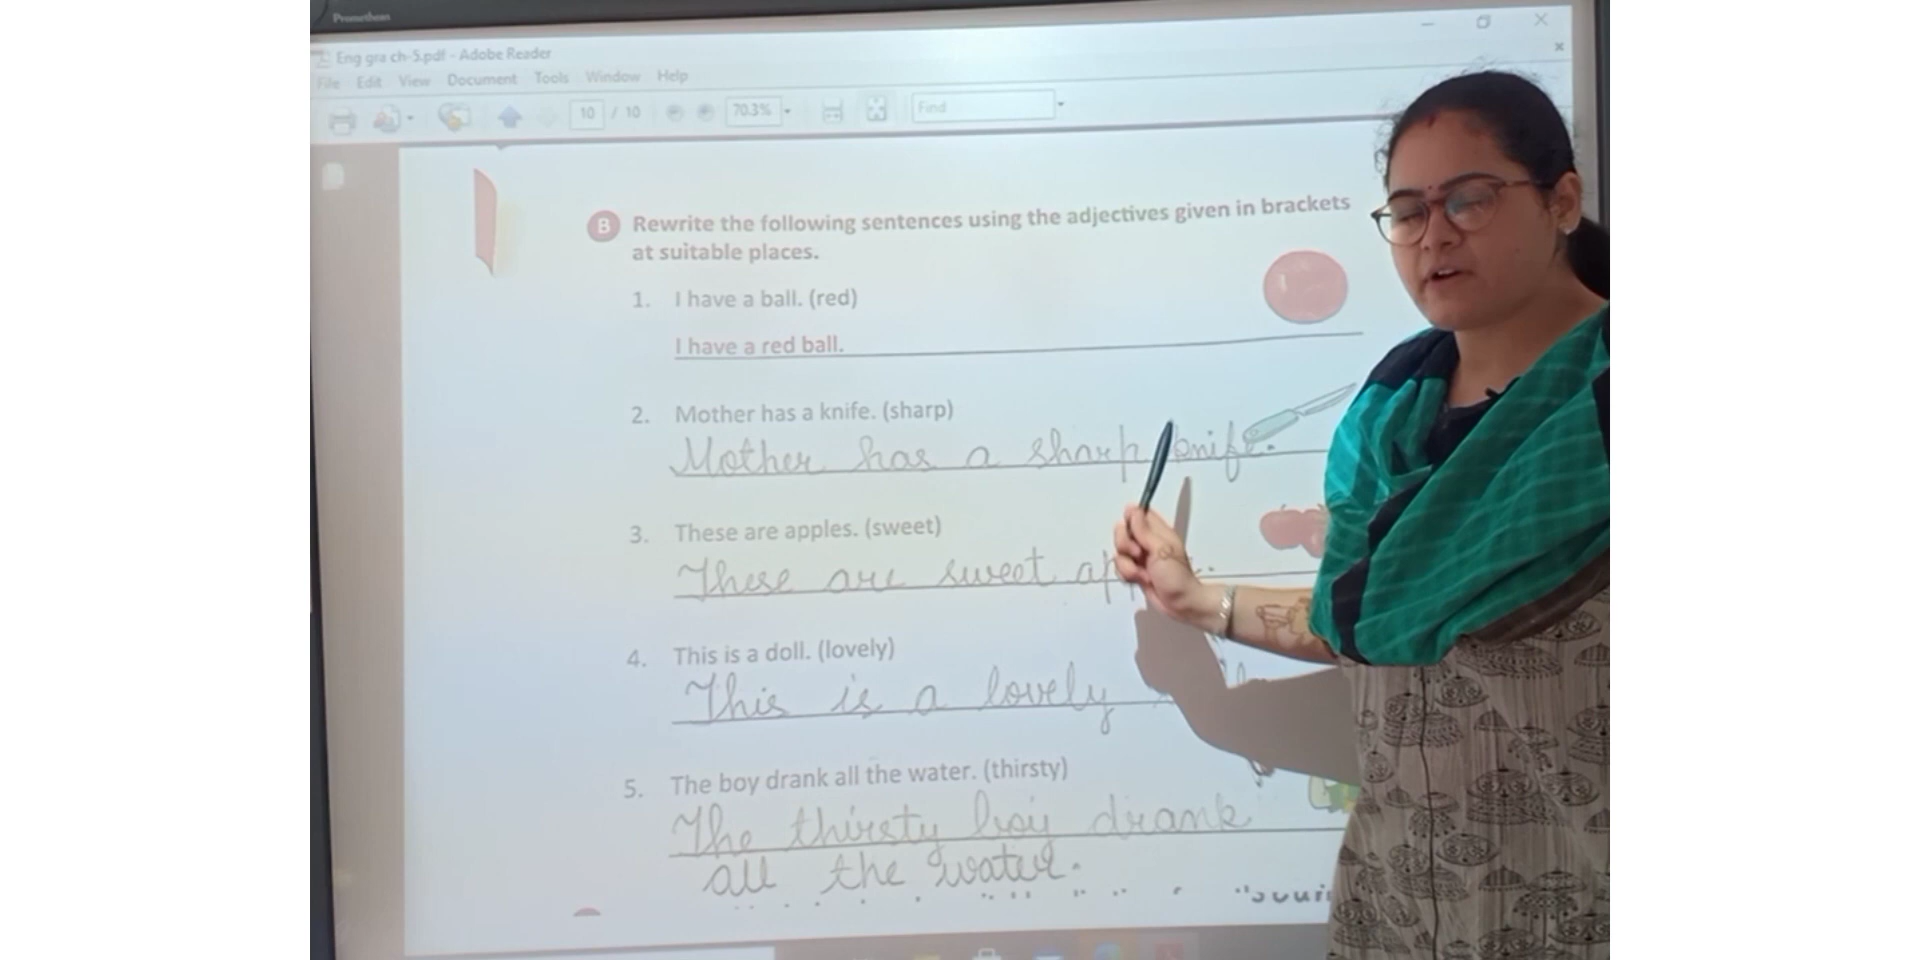 Promethean
Eng gra ch-5.pdf - Adobe Reader
File Edit View Document Tools Window Help
10 / 10 70.3% Find
B Rewrite the following sentences using the adjectives given in brackets
at suitable places.
1. I have a ball. (red)
I have a red ball.
2. Mother has a knife. (sharp)
Mother has a sharp knife.
3. These are apples. (sweet)
These are sweet
4. This is a doll. (lovely)
This is a lovely
5. The boy drank all the water. (thirsty)
The thirsty boy drank
all the water.